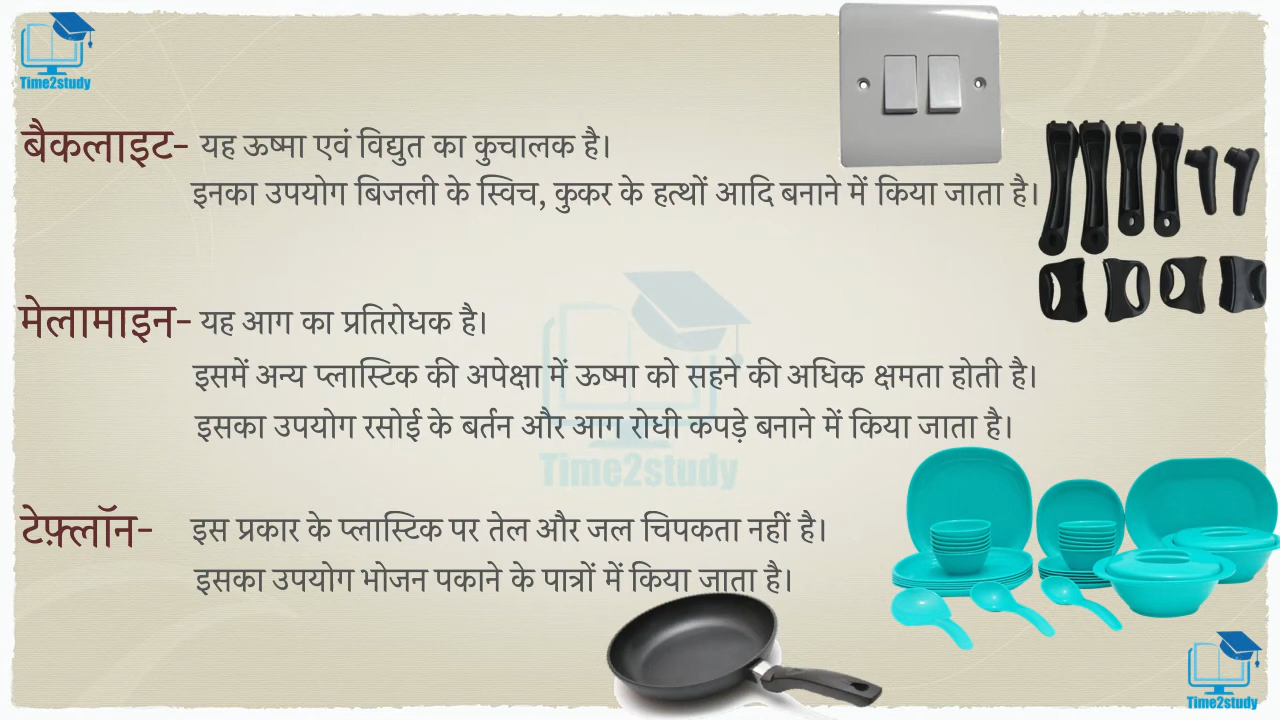 Time2study
बैकलाइट- यह ऊष्मा एवं विद्युत का कुचालक है।
इनका उपयोग बिजली के स्विच, कुकर के हत्थों आदि बनाने में किया जाता है।
मेलामाइन- यह आग का प्रतिरोधक है।
इसमें अन्य प्लास्टिक की अपेक्षा में ऊष्मा को सहने की अधिक क्षमता होती है।
इसका उपयोग रसोई के बर्तन और आग रोधी कपड़े बनाने में किया जाता है।
Time2study
टेफ़्लॉन- इस प्रकार के प्लास्टिक पर तेल और जल चिपकता नहीं है।
इसका उपयोग भोजन पकाने के पात्रों में किया जाता है।
Time2study